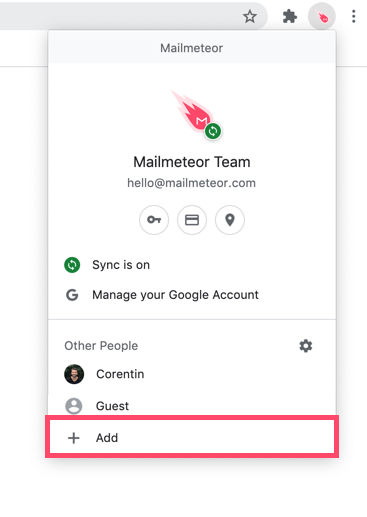 Mailmeteor
Mailmeteor Team
hello@mailmeteor.com
Sync is on
Manage your Google Account
Other People
Corentin
Guest
Add